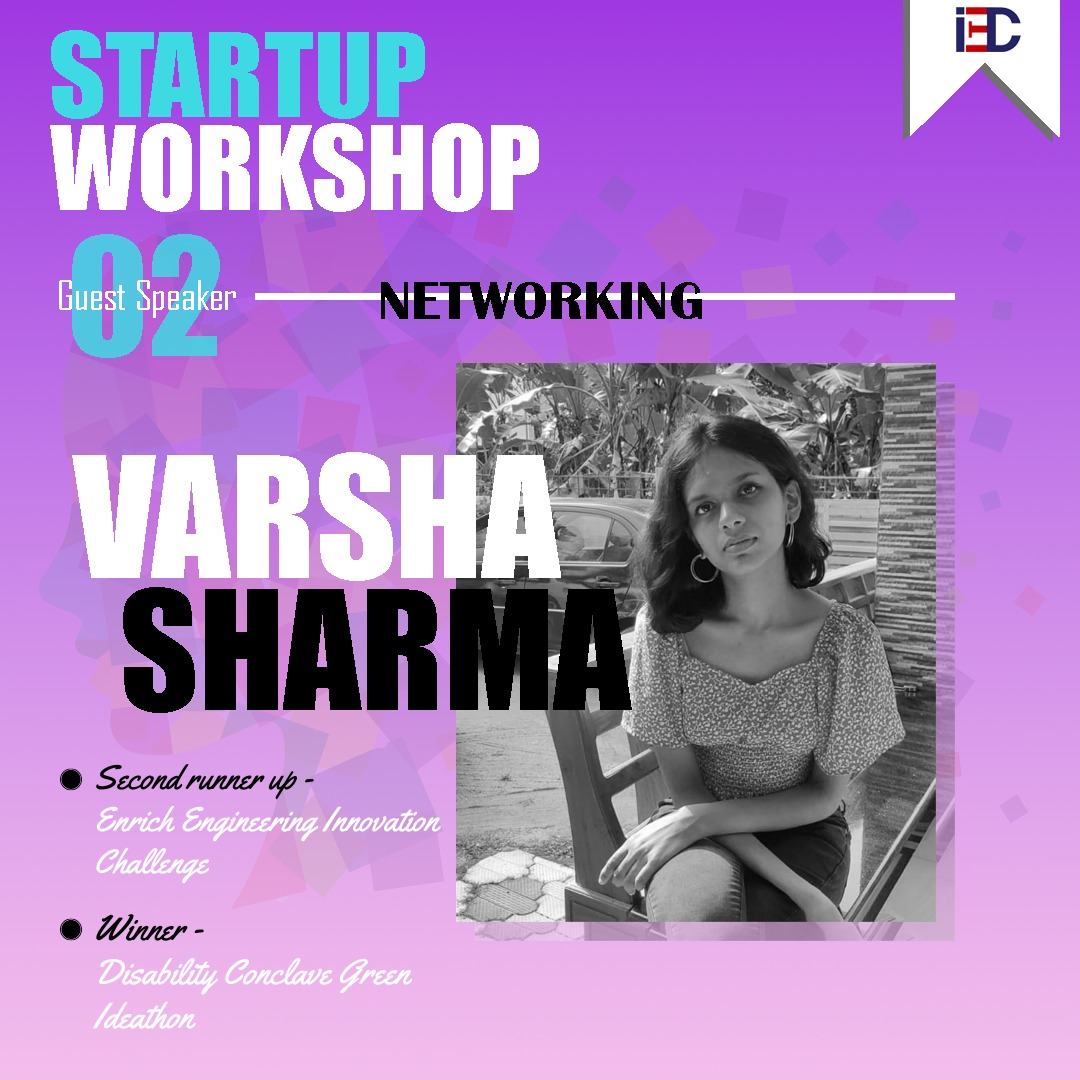 iEDC
STARTUP
WORKSHOP
02
Guest Speaker
NETWORKING
VARSHA
SHARMA
Second runner up -
Enrich Engineering Innovation
Challenge
Winner -
Disability Conclave Green
Ideathon